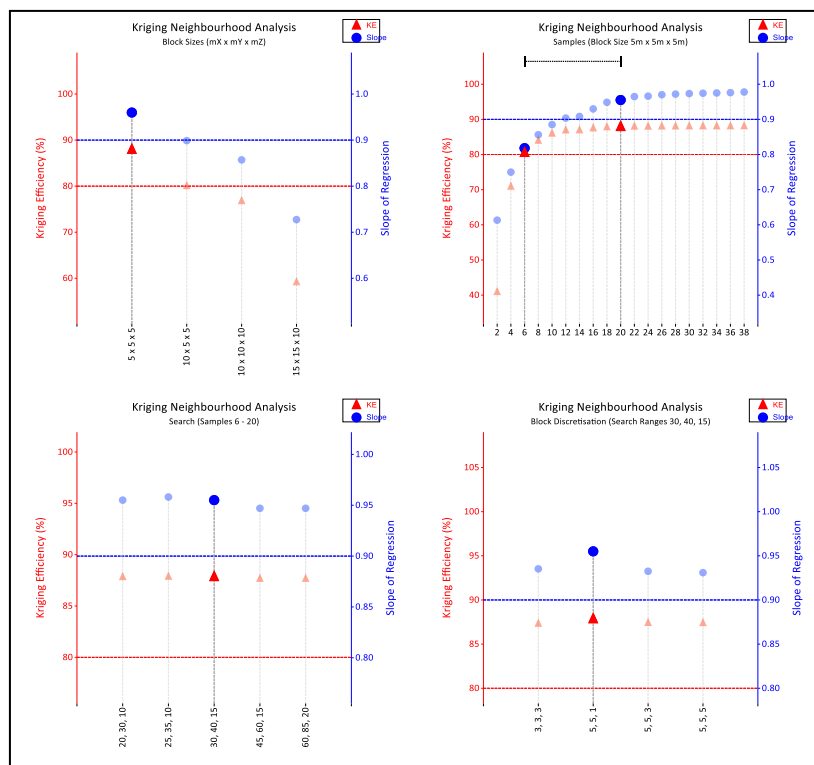 Kriging Neighbourhood Analysis
Block Sizes (mX x mY x mZ)
KE
Slope
Kriging Efficiency (%)
100
90
80
70
60
1.0
0.9
0.8
0.7
0.6
Slope of Regression
5 x 5 x 5
10 x 5 x 5
10 x 10 x 10
15 x 15 x 10
Kriging Neighbourhood Analysis
Samples (Block Size 5m x 5m x 5m)
KE
Slope
Kriging Efficiency (%)
100
90
80
70
60
50
40
1.0
0.9
0.8
0.7
0.6
0.5
0.4
Slope of Regression
2 4 6 8 10 12 14 16 18 20 22 24 26 28 30 32 34 36 38
Kriging Neighbourhood Analysis
Search (Samples 6 - 20)
KE
Slope
Kriging Efficiency (%)
100
95
90
85
80
1.00
0.95
0.90
0.85
0.80
Slope of Regression
20, 30, 10
25, 35, 10
30, 40, 15
45, 60, 15
60, 85, 20
Kriging Neighbourhood Analysis
Block Discretisation (Search Ranges 30, 40, 15)
KE
Slope
Kriging Efficiency (%)
105
100
95
90
85
80
1.05
1.00
0.95
0.90
0.85
0.80
Slope of Regression
3, 3, 3
5, 5, 1
5, 5, 3
5, 5, 5